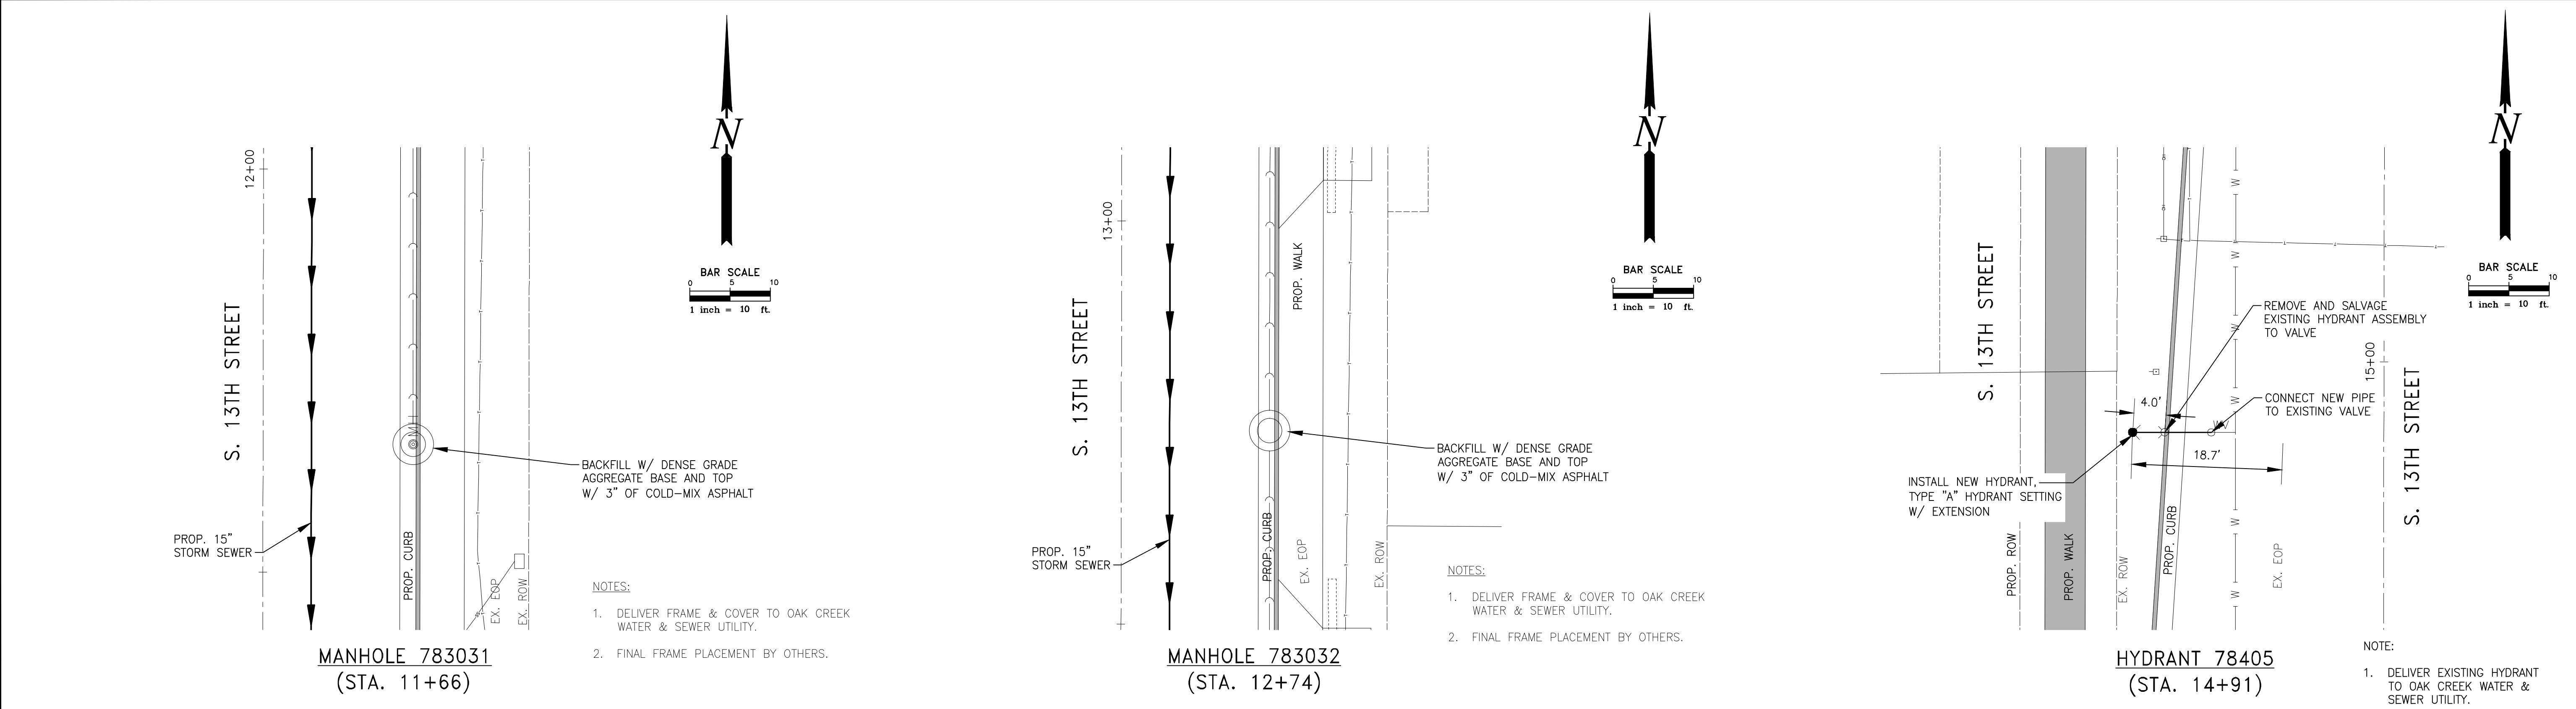 N
BAR SCALE
0 5 10
1 inch = 10 ft.
12+00
S. 13TH STREET
BACKFILL W/ DENSE GRADE
AGGREGATE BASE AND TOP
W/ 3" OF COLD-MIX ASPHALT
PROP. 15"
STORM SEWER
PROP. CURB
EX. EOP
EX. ROW
NOTES:
1. DELIVER FRAME & COVER TO OAK CREEK
WATER & SEWER UTILITY.
2. FINAL FRAME PLACEMENT BY OTHERS.
MANHOLE 783031
(STA. 11+66)
N
BAR SCALE
0 5 10
1 inch = 10 ft.
13+00
S. 13TH STREET
PROP. WALK
BACKFILL W/ DENSE GRADE
AGGREGATE BASE AND TOP
W/ 3" OF COLD-MIX ASPHALT
PROP. 15"
STORM SEWER
PROP. CURB
EX. EOP
EX. ROW
NOTES:
1. DELIVER FRAME & COVER TO OAK CREEK
WATER & SEWER UTILITY.
2. FINAL FRAME PLACEMENT BY OTHERS.
MANHOLE 783032
(STA. 12+74)
N
BAR SCALE
0 5 10
1 inch = 10 ft.
S. 13TH STREET
W
W
W
W
W
W
W
REMOVE AND SALVAGE
EXISTING HYDRANT ASSEMBLY
TO VALVE
15+00
S. 13TH STREET
CONNECT NEW PIPE
TO EXISTING VALVE
4.0'
WV
18.7'
INSTALL NEW HYDRANT,
TYPE "A" HYDRANT SETTING
W/ EXTENSION
PROP. ROW
PROP. WALK
EX. ROW
PROP. CURB
EX. EOP
HYDRANT 78405
(STA. 14+91)
NOTE:
1. DELIVER EXISTING HYDRANT
TO OAK CREEK WATER &
SEWER UTILITY.